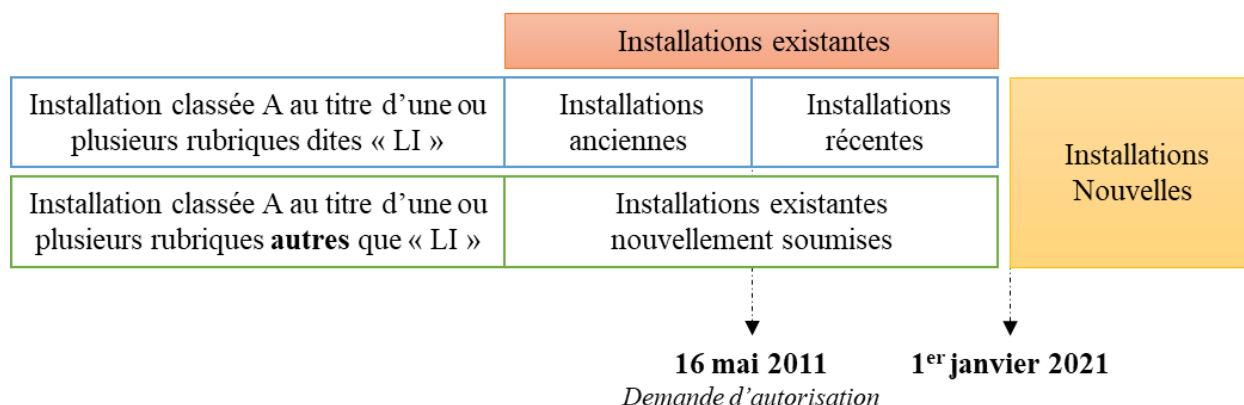 Installations existantes
Installation classée A au titre d’une ou
plusieurs rubriques dites « LI »
Installations
anciennes
Installations
récentes
Installations
Nouvelles
Installation classée A au titre d’une ou
plusieurs rubriques autres que « LI »
Installations existantes
nouvellement soumises
16 mai 2011
Demande d’autorisation
1er janvier 2021